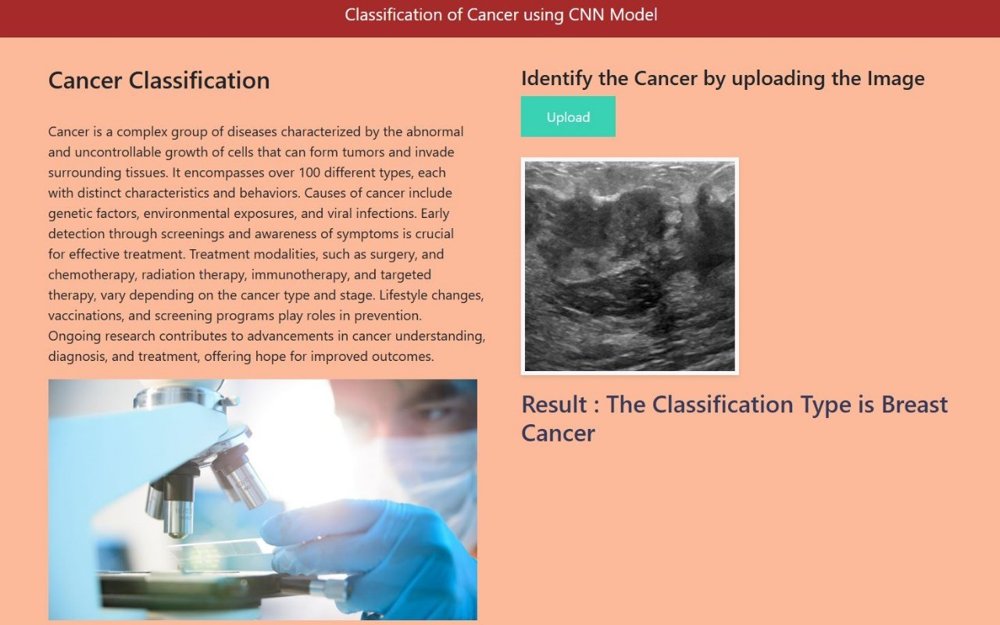 Classification of Cancer using CNN Model
Cancer Classification
Cancer is a complex group of diseases characterized by the abnormal
and uncontrollable growth of cells that can form tumors and invade
surrounding tissues. It encompasses over 100 different types, each
with distinct characteristics and behaviors. Causes of cancer include
genetic factors, environmental exposures, and viral infections. Early
detection through screenings and awareness of symptoms is crucial
for effective treatment. Treatment modalities, such as surgery, and
chemotherapy, radiation therapy, immunotherapy, and targeted
therapy, vary depending on the cancer type and stage. Lifestyle changes,
vaccinations, and screening programs play roles in prevention.
Ongoing research contributes to advancements in cancer understanding,
diagnosis, and treatment, offering hope for improved outcomes.
Identify the Cancer by uploading the Image
Upload
Result : The Classification Type is Breast
Cancer